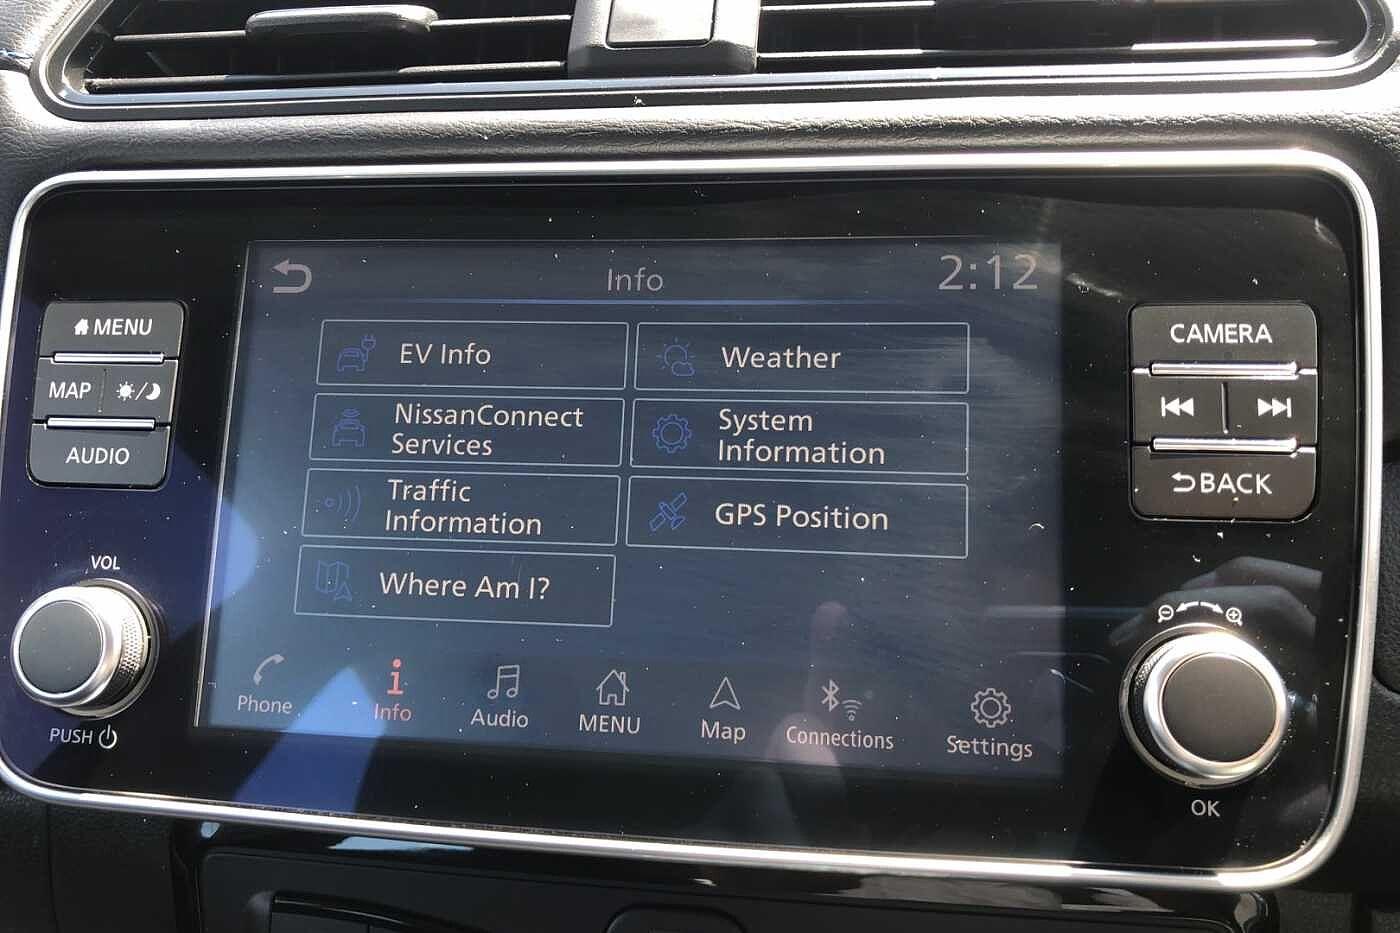 Info
2:12
MENU
MAP
AUDIO
VOL
PUSH
EV Info
Weather
NissanConnect
Services
System
Information
Traffic
Information
GPS Position
Where Am I?
Phone
Info
Audio
MENU
Map
Connections
Settings
CAMERA
BACK
OK